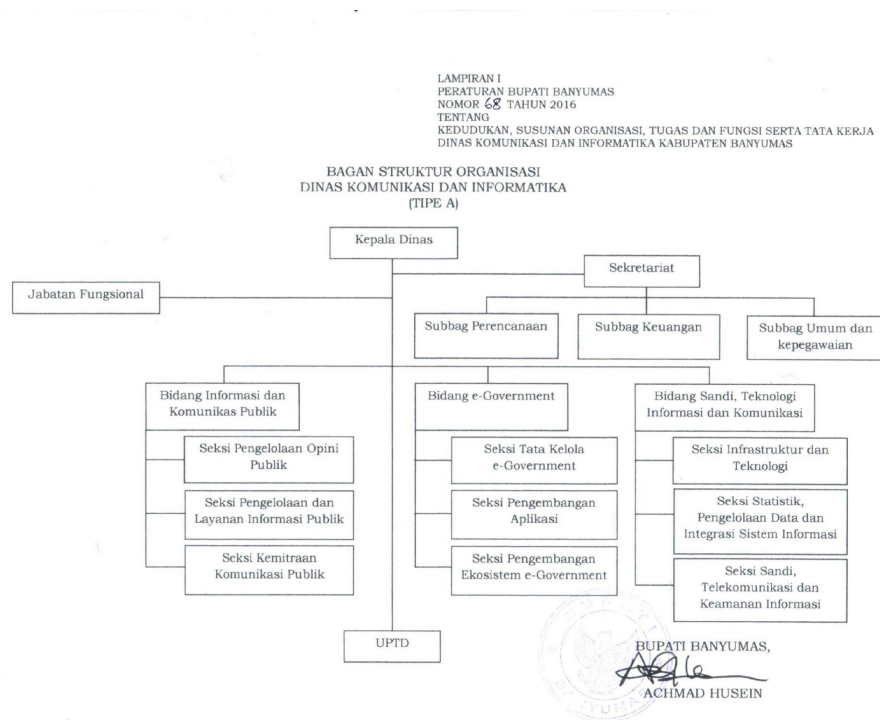 LAMPIRAN I
PERATURAN BUPATI BANYUMAS
NOMOR 68 TAHUN 2016
TENTANG
KEDUDUKAN, SUSUNAN ORGANISASI, TUGAS DAN FUNGSI SERTA TATA KERJA
DINAS KOMUNIKASI DAN INFORMATIKA KABUPATEN BANYUMAS
BAGAN STRUKTUR ORGANISASI
DINAS KOMUNIKASI DAN INFORMATIKA
(TIPE A)
Kepala Dinas
Sekretariat
Jabatan Fungsional
Subbag Perencanaan
Subbag Keuangan
Subbag Umum dan
kepegawaian
Bidang Informasi dan
Komunikas Publik
Seksi Pengelolaan Opini
Publik
Seksi Pengelolaan dan
Layanan Informasi Publik
Seksi Kemitraan
Komunikasi Publik
Bidang e-Government
Seksi Tata Kelola
e-Government
Seksi Pengembangan
Aplikasi
Seksi Pengembangan
Ekosistem e-Government
Bidang Sandi, Teknologi
Informasi dan Komunikasi
Seksi Infrastruktur dan
Teknologi
Seksi Statistik,
Pengelolaan Data dan
Integrasi Sistem Informasi
Seksi Sandi,
Telekomunikasi dan
Keamanan Informasi
UPTD
BUPATI BANYUMAS,
ACHMAD HUSEIN
BUPATI
BANYUMAS